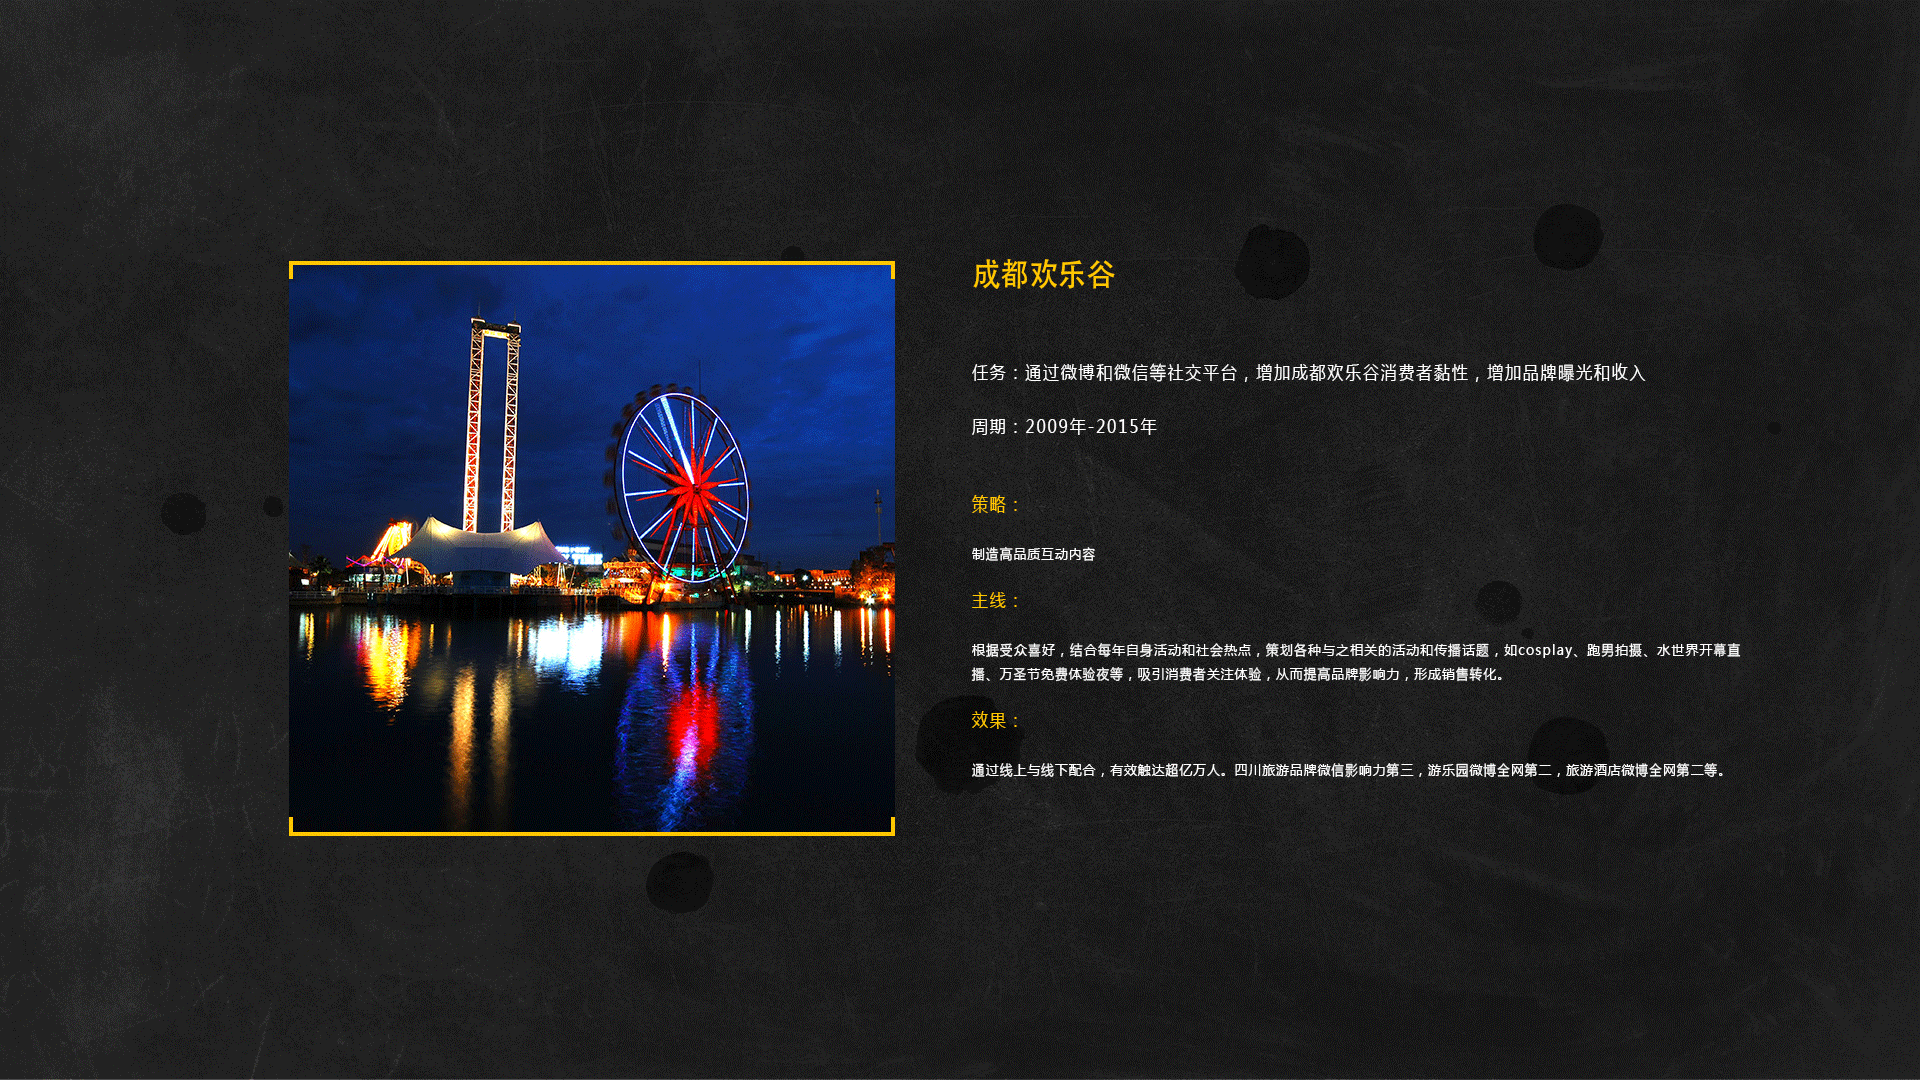 成都欢乐谷
任务：通过微博和微信等社交平台，增加成都欢乐谷消费者黏性，增加品牌曝光和收入
周期：2009年-2015年
策略：
制造高品质互动内容
主线：
根据受众喜好，结合每年自身活动和社会热点，策划各种与之相关的活动和传播话题，如cosplay、跑男拍摄、水世界开幕直
播、万圣节免费体验夜等，吸引消费者关注体验，从而提高品牌影响力，形成销售转化。
效果：
通过线上与线下配合，有效触达超亿万人。四川旅游品牌微信影响力第三，游乐园微博全网第二，旅游酒店微博全网第二等。